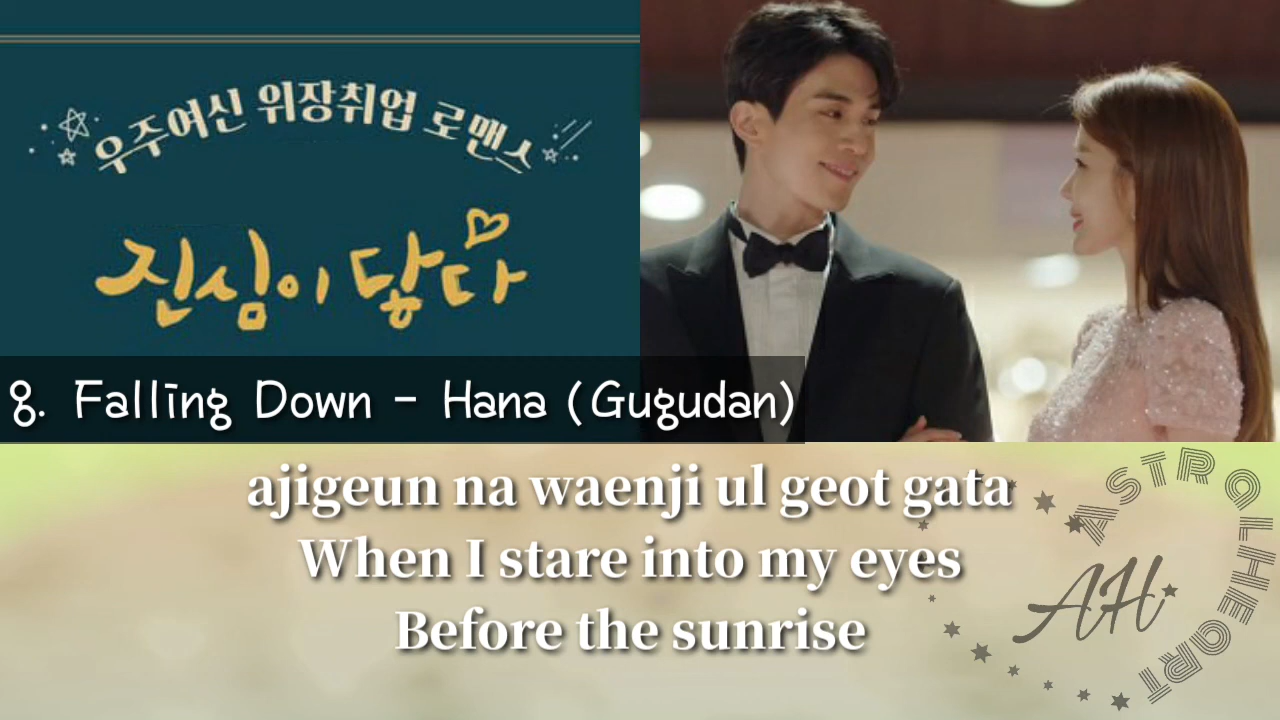 우주여신 위장취업 로맨스
진심이 닿다
8. Falling Down - Hana (Gugudan)
ajigeun na waenji ul geot gata
When I stare into my eyes
Before the sunrise
ASTROLHEART
AH